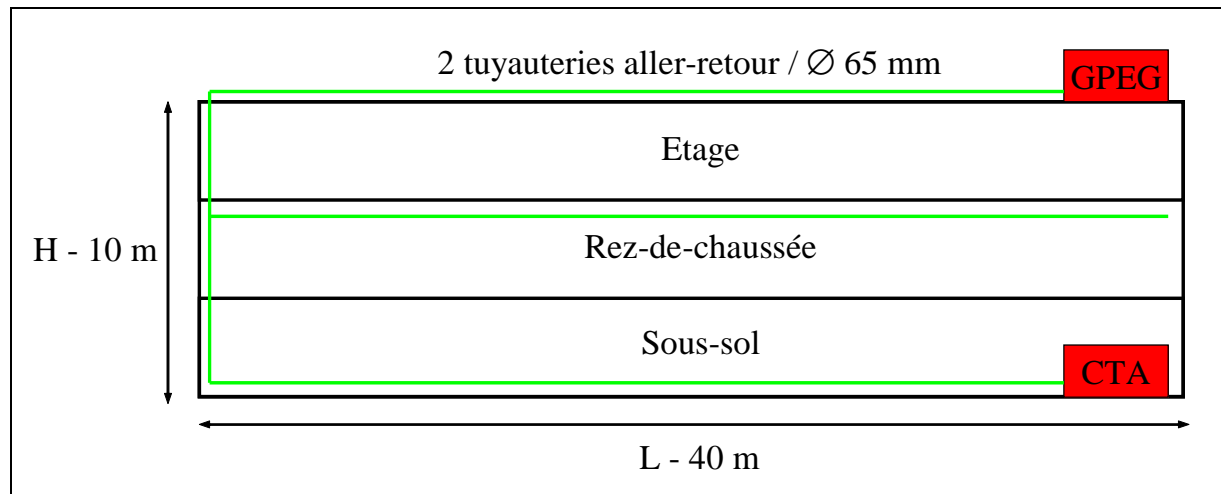 2 tuyauteries aller-retour / ∅ 65 mm
GPEG
Etage
H - 10 m
Rez-de-chaussée
Sous-sol
CTA
L - 40 m